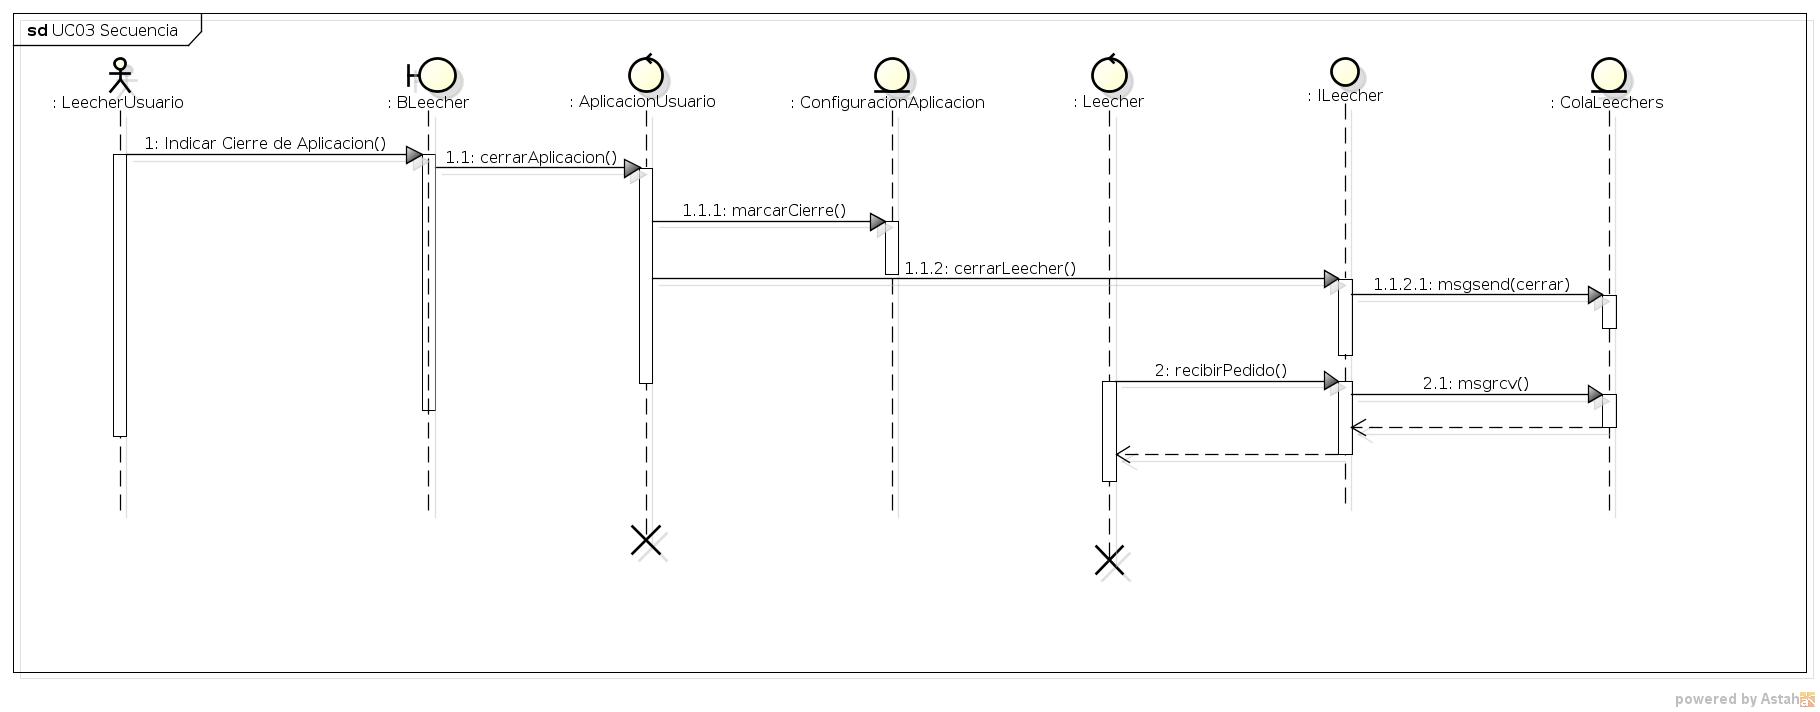 sd UC03 Secuencia
: LeecherUsuario
: BLeecher
: AplicacionUsuario
: ConfiguracionAplicacion
: Leecher
: ILeecher
: ColaLeechers
1: Indicar Cierre de Aplicacion()
1.1: cerrarAplicacion()
1.1.1: marcarCierre()
1.1.2: cerrarLeecher()
1.1.2.1: msgsend(cerrar)
2: recibirPedido()
2.1: msgrcv()
powered by Astah